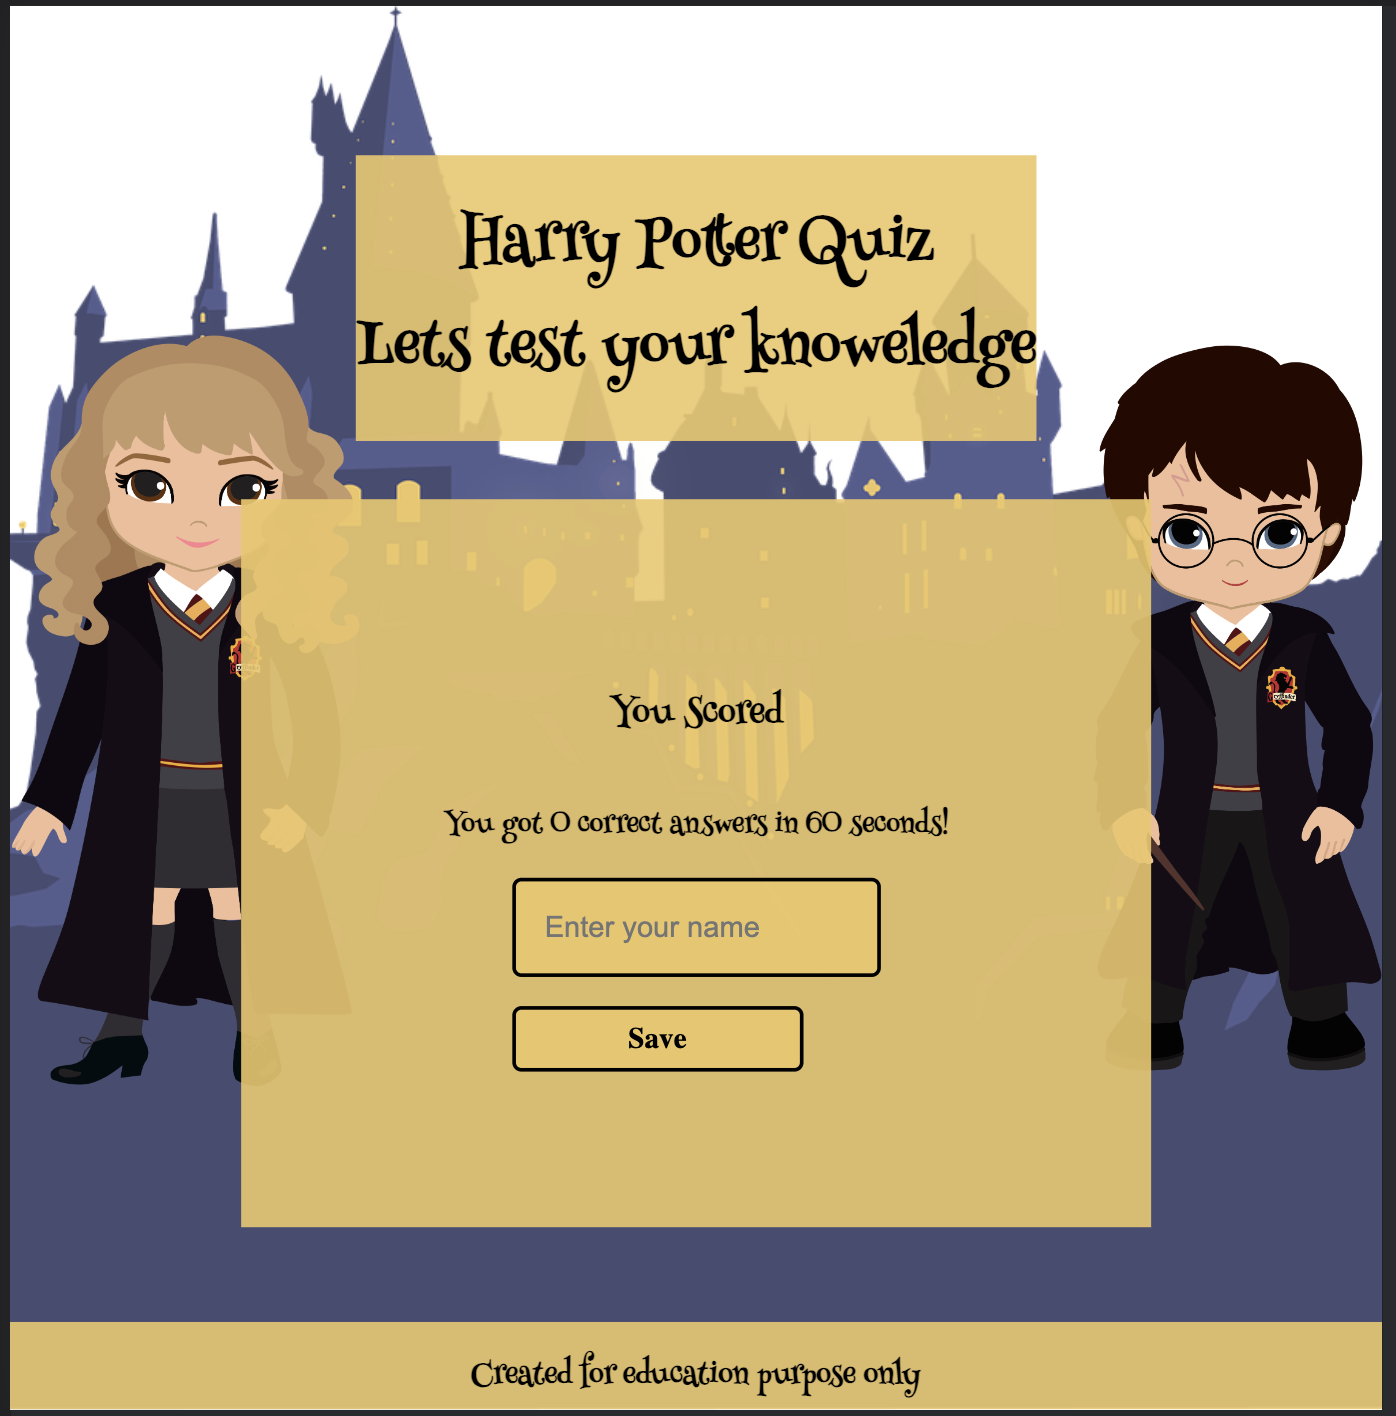 Harry Potter Quiz
Lets test your knoweledge
You Scored
You got 0 correct answers in 60 seconds!
Enter your name
Save
Created for education purpose only